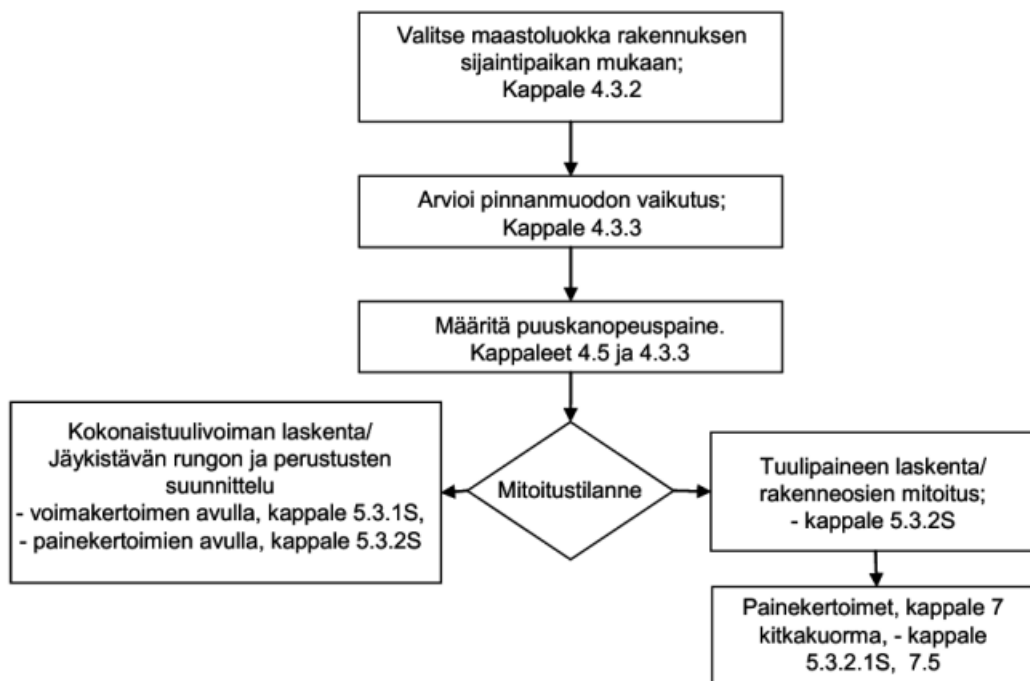 Valitse maastoluokka rakennuksen
sijaintipaikan mukaan;
Kappale 4.3.2
Arvioi pinnanmuodon vaikutus;
Kappale 4.3.3
Määritä puuskanopeuspaine.
Kappaleet 4.5 ja 4.3.3
Kokonaistuulivoiman laskenta/
Jäykistävän rungon ja perustusten
suunnittelu
- voimakertoimen avulla, kappale 5.3.1S,
- painekertoimien avulla, kappale 5.3.2S
Mitoitustilanne
Tuulipaineen laskenta/
rakenneosien mitoitus;
- kappale 5.3.2S
Painekertoimet, kappale 7
kitkakuorma, - kappale
5.3.2.1S, 7.5